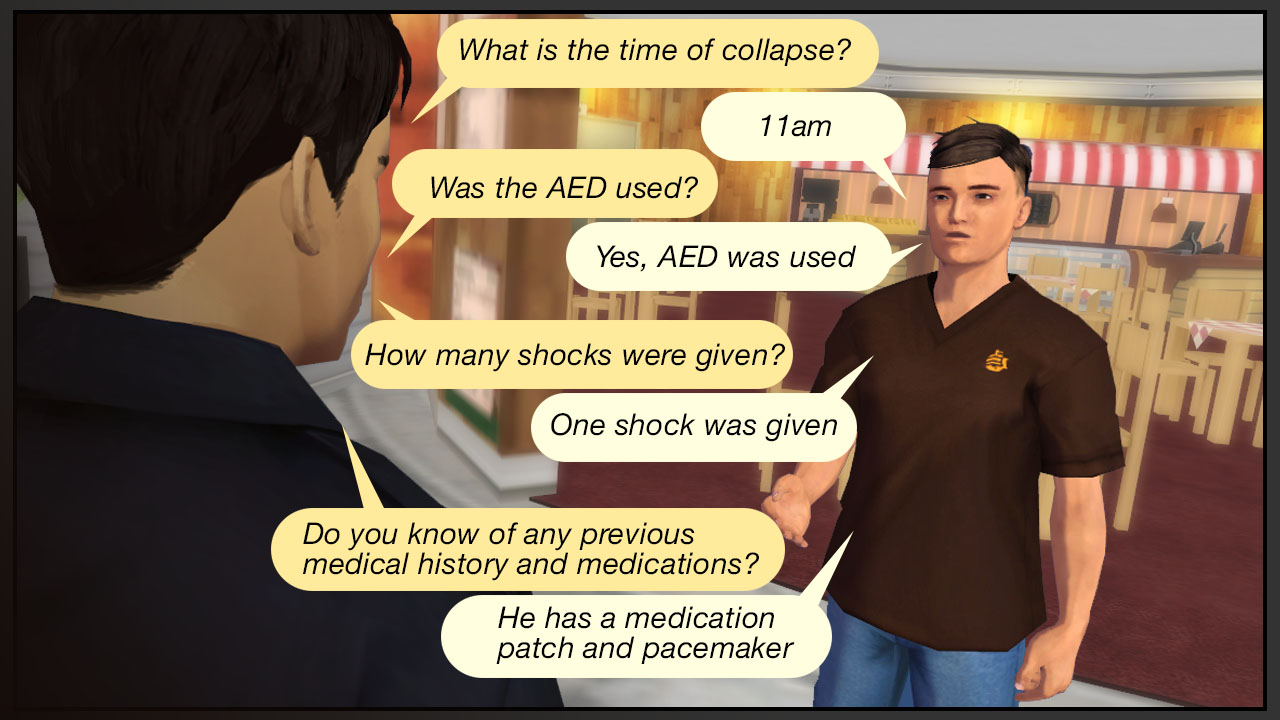 What is the time of collapse?
11am
Was the AED used?
Yes, AED was used
How many shocks were given?
One shock was given
Do you know of any previous
medical history and medications?
He has a medication
patch and pacemaker